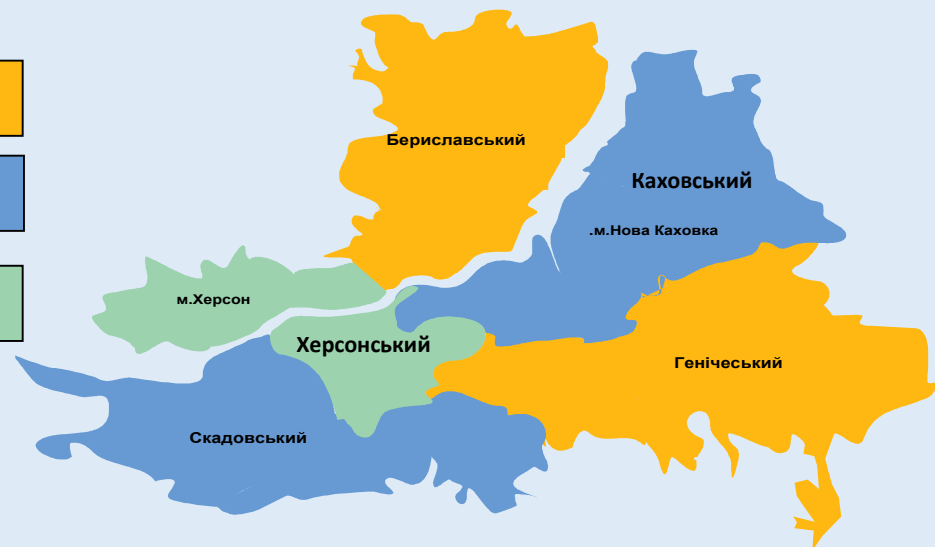 Бериславський
Каховський
.м.Нова Каховка
м.Херсон
Херсонський
Генічеський
Скадовський